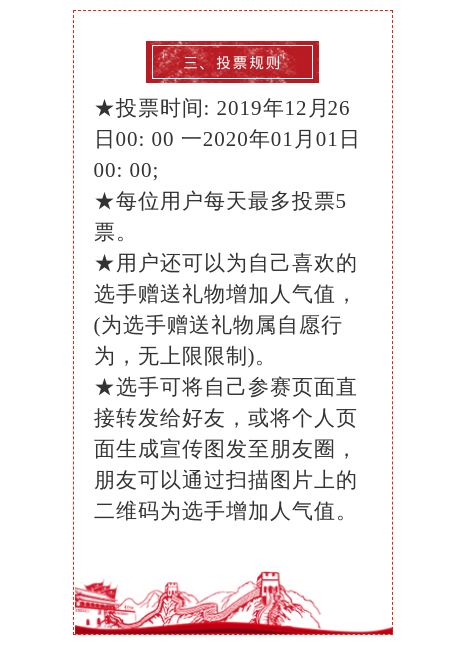 三、投票规则
★投票时间: 2019年12月26
日00: 00 一2020年01月01日
00: 00;
★每位用户每天最多投票5
票。
★用户还可以为自己喜欢的
选手赠送礼物增加人气值，
(为选手赠送礼物属自愿行
为，无上限限制)。
★选手可将自己参赛页面直
接转发给好友，或将个人页
面生成宣传图发至朋友圈，
朋友可以通过扫描图片上的
二维码为选手增加人气值。